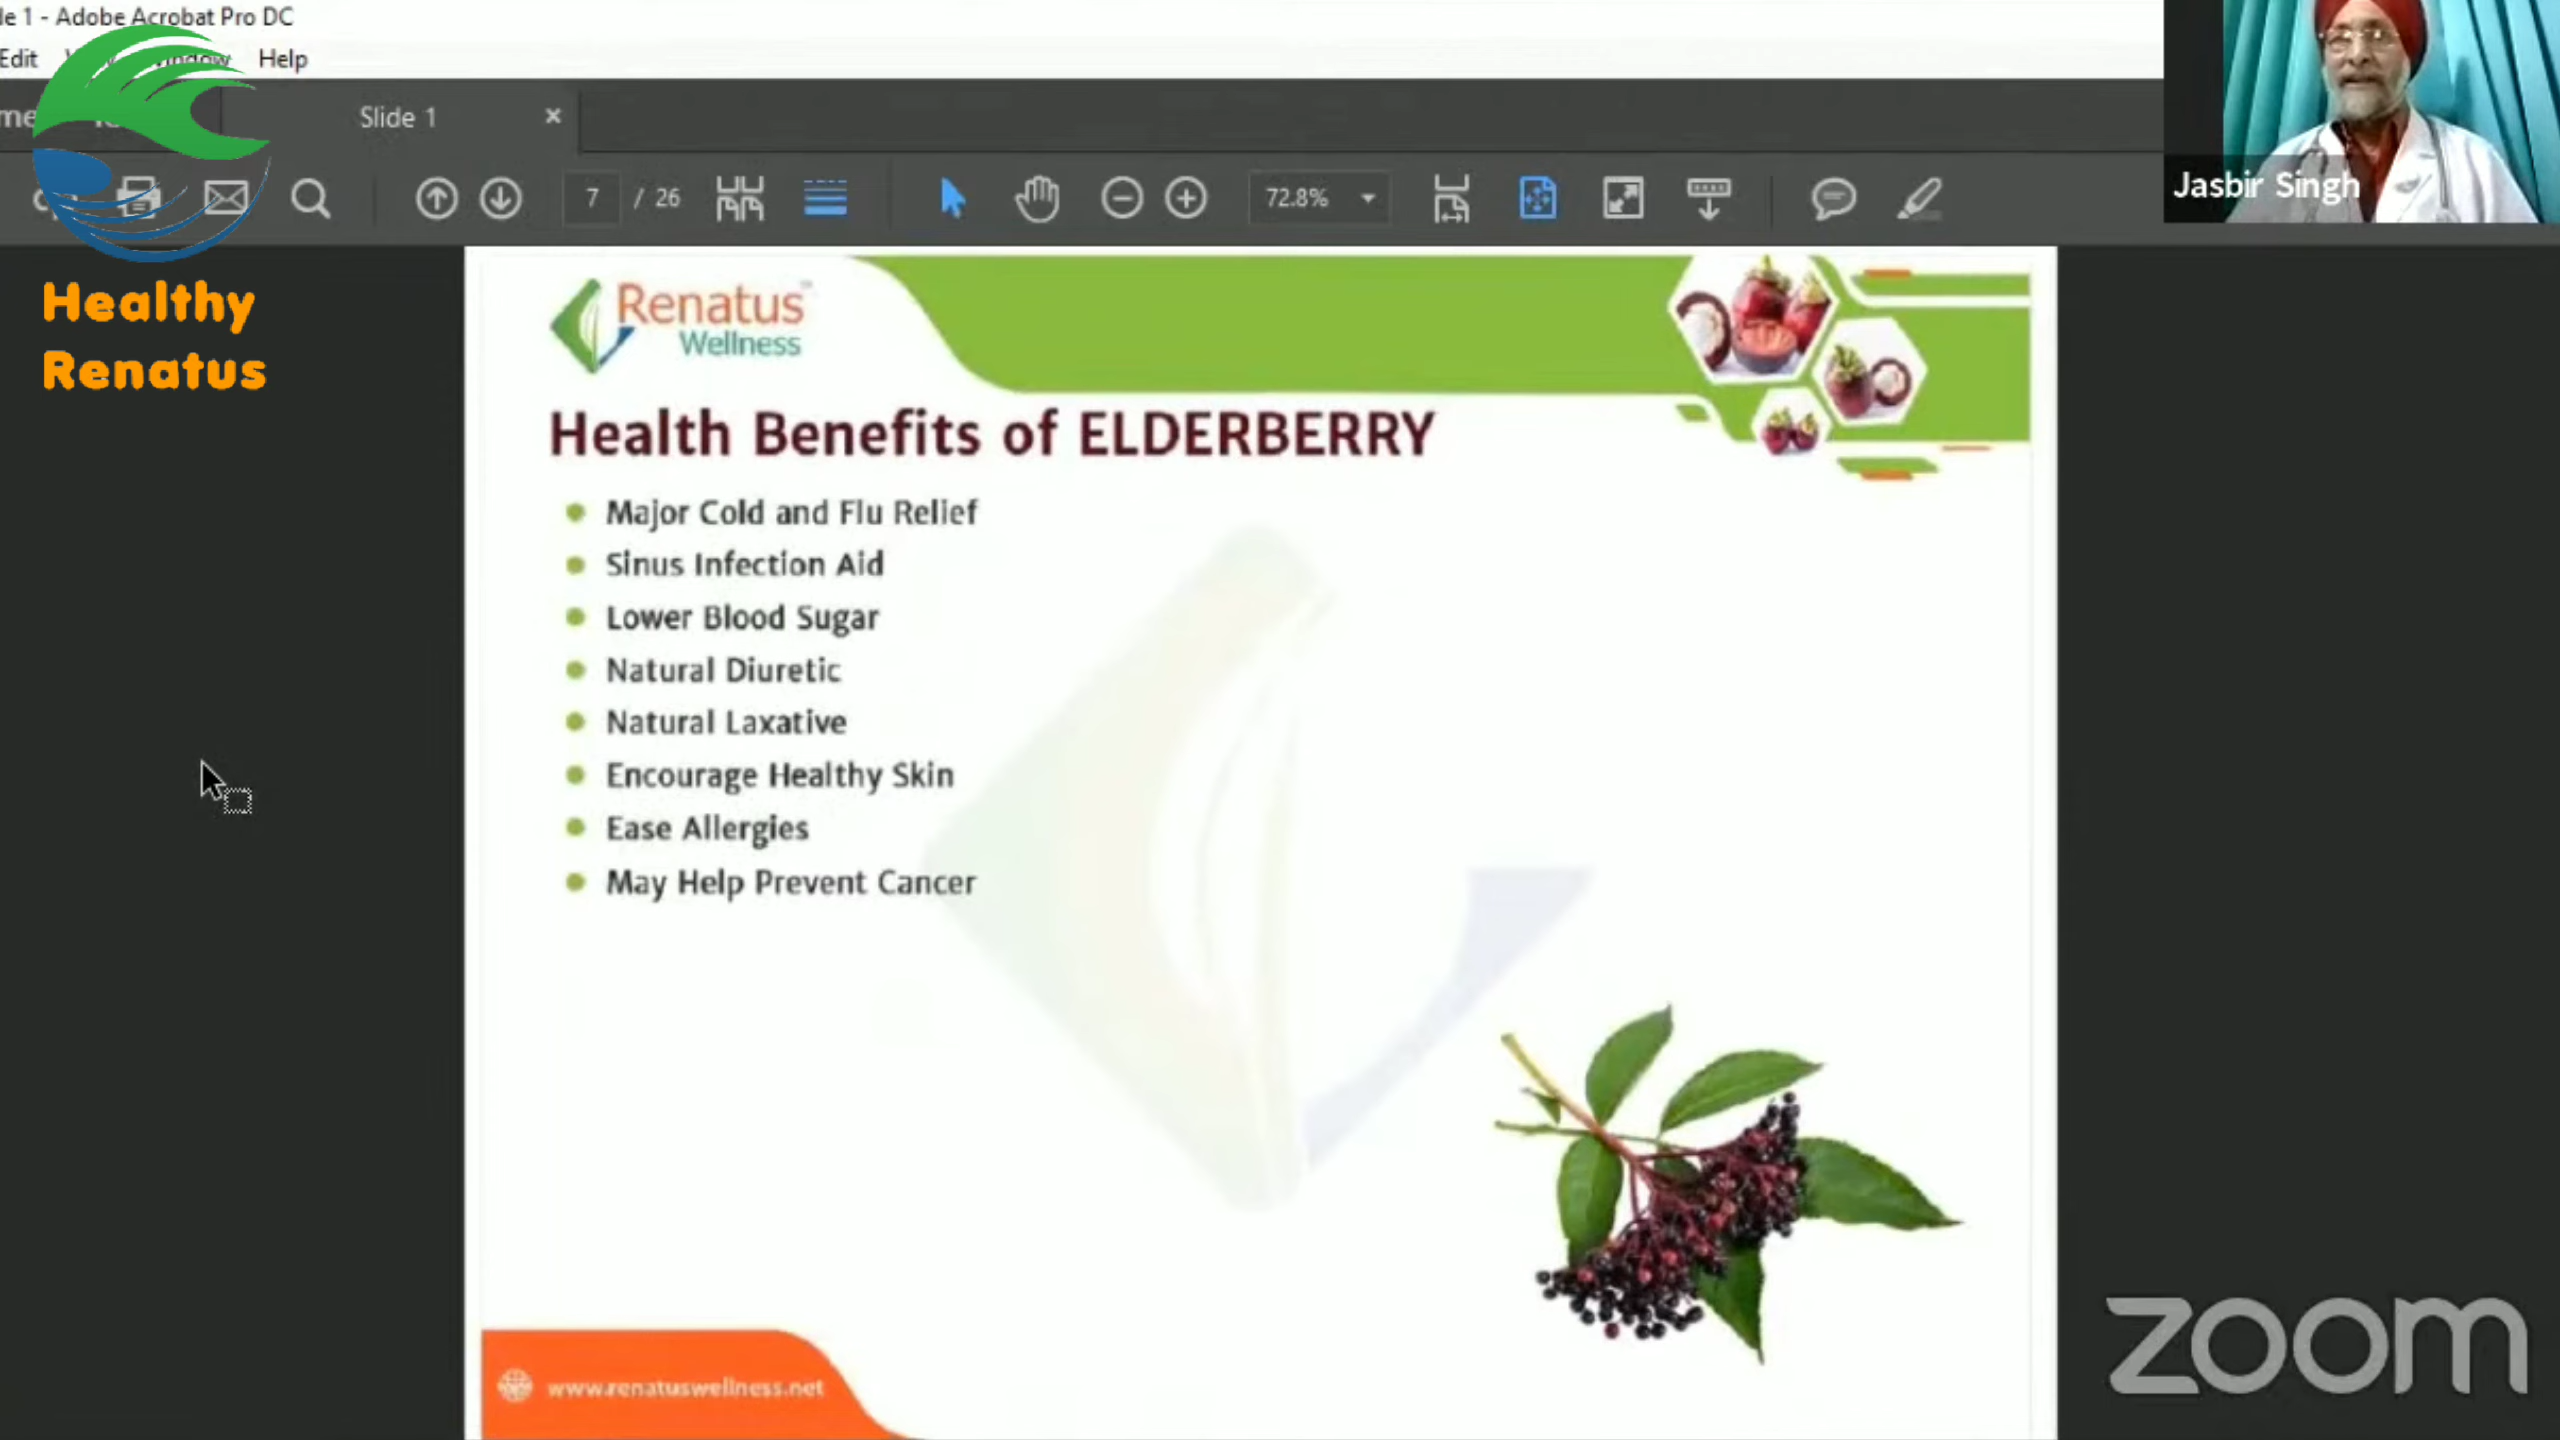 de 1 - Adobe Acrobat Pro DC
Edit
Help
Slide 1
7 / 26
72.8%
Jasbir Singh
Healthy
Renatus
Renatus
Wellness
Health Benefits of ELDERBERRY
Major Cold and Flu Relief
Sinus Infection Aid
Lower Blood Sugar
Natural Diuretic
Natural Laxative
Encourage Healthy Skin
Ease Allergies
May Help Prevent Cancer
www.renatuswellness.net
zoom